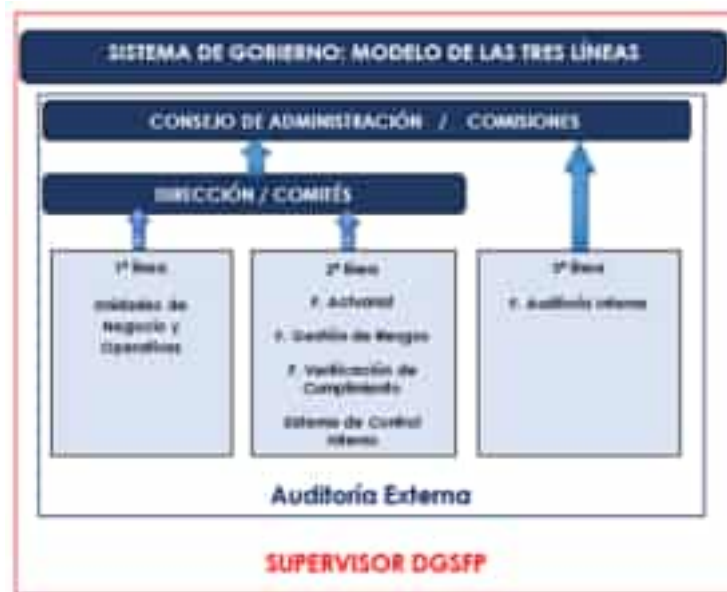 SISTEMA DE GOBIERNO: MODELO DE LAS TRES LÍNEAS
CONSEJO DE ADMINISTRACIÓN / COMISIONES
DIRECCIÓN / COMITÉS
1ª línea
Unidades de
Negocio y
Operativas
2ª línea
F. Actuarial
F. Gestión de Riesgos
F. Verificación de
Cumplimiento
Sistema de Control
Interno
3ª línea
F. Auditoría Interna
Auditoría Externa
SUPERVISOR DGSFP